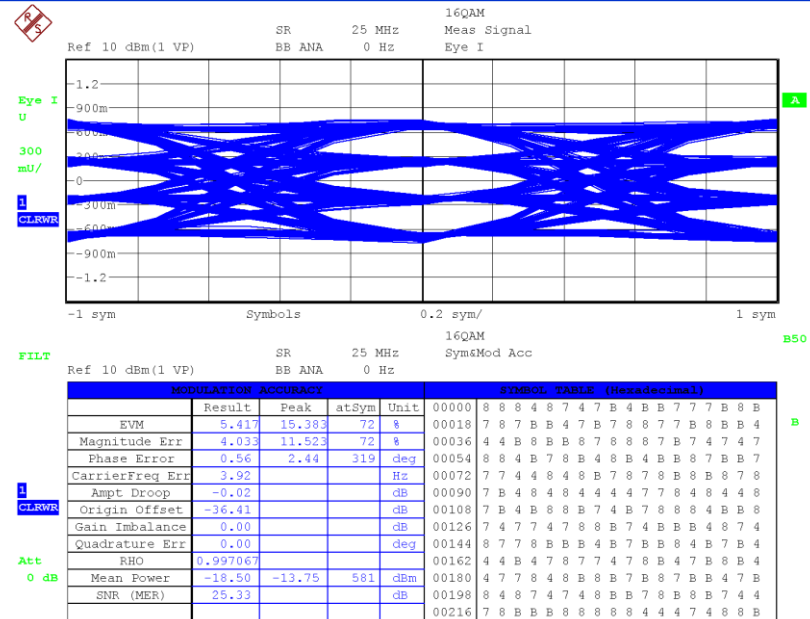 R S
16QAM
SR 25 MHz Meas Signal
Ref 10 dBm(1 VP) BB ANA 0 Hz Eye I
1.2
Eye I
U
900m
A
600m
300
mU/
300m
0
1
CLRWR
-300m
-600m
-900m
-1.2
-1 sym Symbols 0.2 sym/ 1 sym
16QAM
B50
FILT SR 25 MHz Sym&Mod Acc
Ref 10 dBm(1 VP) BB ANA 0 Hz
MODULATION ACCURACY SYMBOL TABLE (Hexadecimal)
Result Peak atSym Unit 00000 8 8 8 4 8 7 4 7 B 4 B B 7 7 7 B 8 B
EVM 5.417 15.383 72 % 00018 7 8 7 B B 4 7 B 7 8 8 7 B 8 B B 4
Magnitude Err 4.033 11.523 72 % 00036 4 4 B 8 B B 8 7 8 8 8 7 B 7 4 7 4 7
Phase Error 0.56 2.44 319 deg 00054 8 8 4 B 7 8 B 4 8 B 4 B B 8 7 B B 7
CarrierFreq Err 3.92 Hz 00072 7 7 4 4 8 4 8 B 7 8 7 8 B 8 B 8 7 8
Ampt Droop -0.02 dB 00090 7 B 4 8 4 8 4 4 4 4 7 7 8 4 8 4 4 8
Origin Offset -36.41 dB 00108 7 B 4 B 8 8 B 7 4 B 7 8 8 8 7 8 4 4
Gain Imbalance 0.00 dB 00126 7 4 7 7 4 7 8 8 B 7 4 B B B 4 8 7 4
Quadrature Err 0.00 deg 00144 8 7 7 8 B B B 4 B 7 B B 8 4 B 7 B 4
Att
RHO 0.997067 00162 4 4 B 4 7 8 7 7 4 7 8 B 4 7 B 8 B 4
0 dB
Mean Power -18.50 -13.75 581 dBm 00180 4 7 7 8 4 8 B 8 B 7 8 B 7 B B 4 7 B
SNR (MER) 25.33 dB 00198 8 4 8 7 4 7 4 8 8 B B 7 8 B 8 B 7 8
00216 7 8 B B B 8 8 8 8 8 4 4 4 7 4 8 8 B
B
1
CLRWR